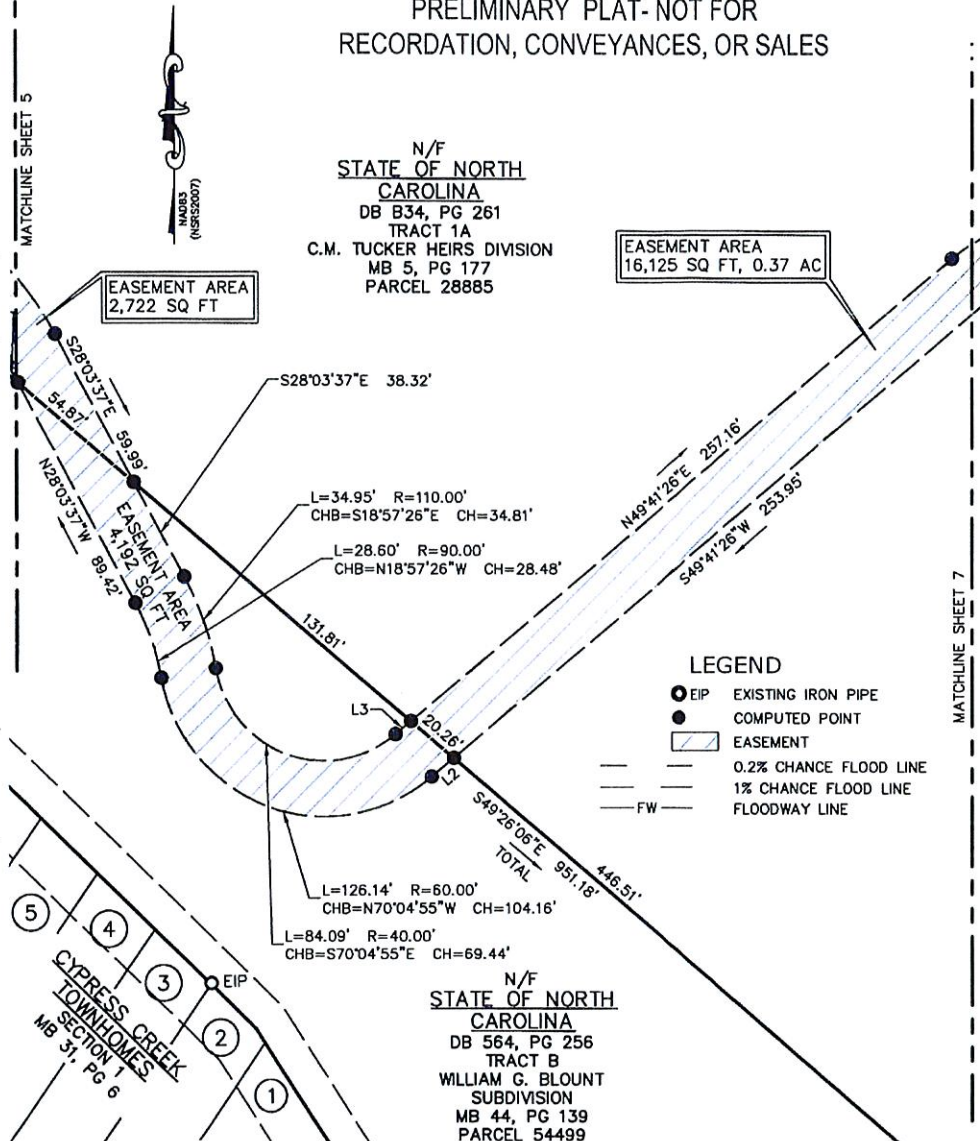 PRELIMINARY PLAT- NOT FOR
RECORDATION, CONVEYANCES, OR SALES
MATCHLINE SHEET 5
NAD83
(NSRS2007)
N/F
STATE OF NORTH
CAROLINA
DB B34, PG 261
TRACT 1A
C.M. TUCKER HEIRS DIVISION
MB 5, PG 177
PARCEL 28885
EASEMENT AREA
16,125 SQ FT, 0.37 AC
EASEMENT AREA
2,722 SQ FT
S28°03'37"E 59.99'
54.87'
S28°03'37"E 38.32'
N28°03'37"W 89.42'
EASEMENT AREA
4,192 SQ FT
L=34.95' R=110.00'
CHB=S18°57'26"E CH=34.81'
L=28.60' R=90.00'
CHB=N18°57'26"W CH=28.48'
N49°41'26"E 257.16'
S49°41'26"W 253.95'
131.81'
L3
20.26'
L2
S49°26'06"E 951.18'
TOTAL
446.51'
MATCHLINE SHEET 7
LEGEND
EIP EXISTING IRON PIPE
COMPUTED POINT
EASEMENT
0.2% CHANCE FLOOD LINE
1% CHANCE FLOOD LINE
FW FLOODWAY LINE
L=126.14' R=60.00'
CHB=N70°04'55"W CH=104.16'
L=84.09' R=40.00'
CHB=S70°04'55"E CH=69.44'
5
4
3
2
1
EIP
CYPRESS CREEK
TOWNHOMES
SECTION 1
MB 31, PG 6
N/F
STATE OF NORTH
CAROLINA
DB 564, PG 256
TRACT B
WILLIAM G. BLOUNT
SUBDIVISION
MB 44, PG 139
PARCEL 54499